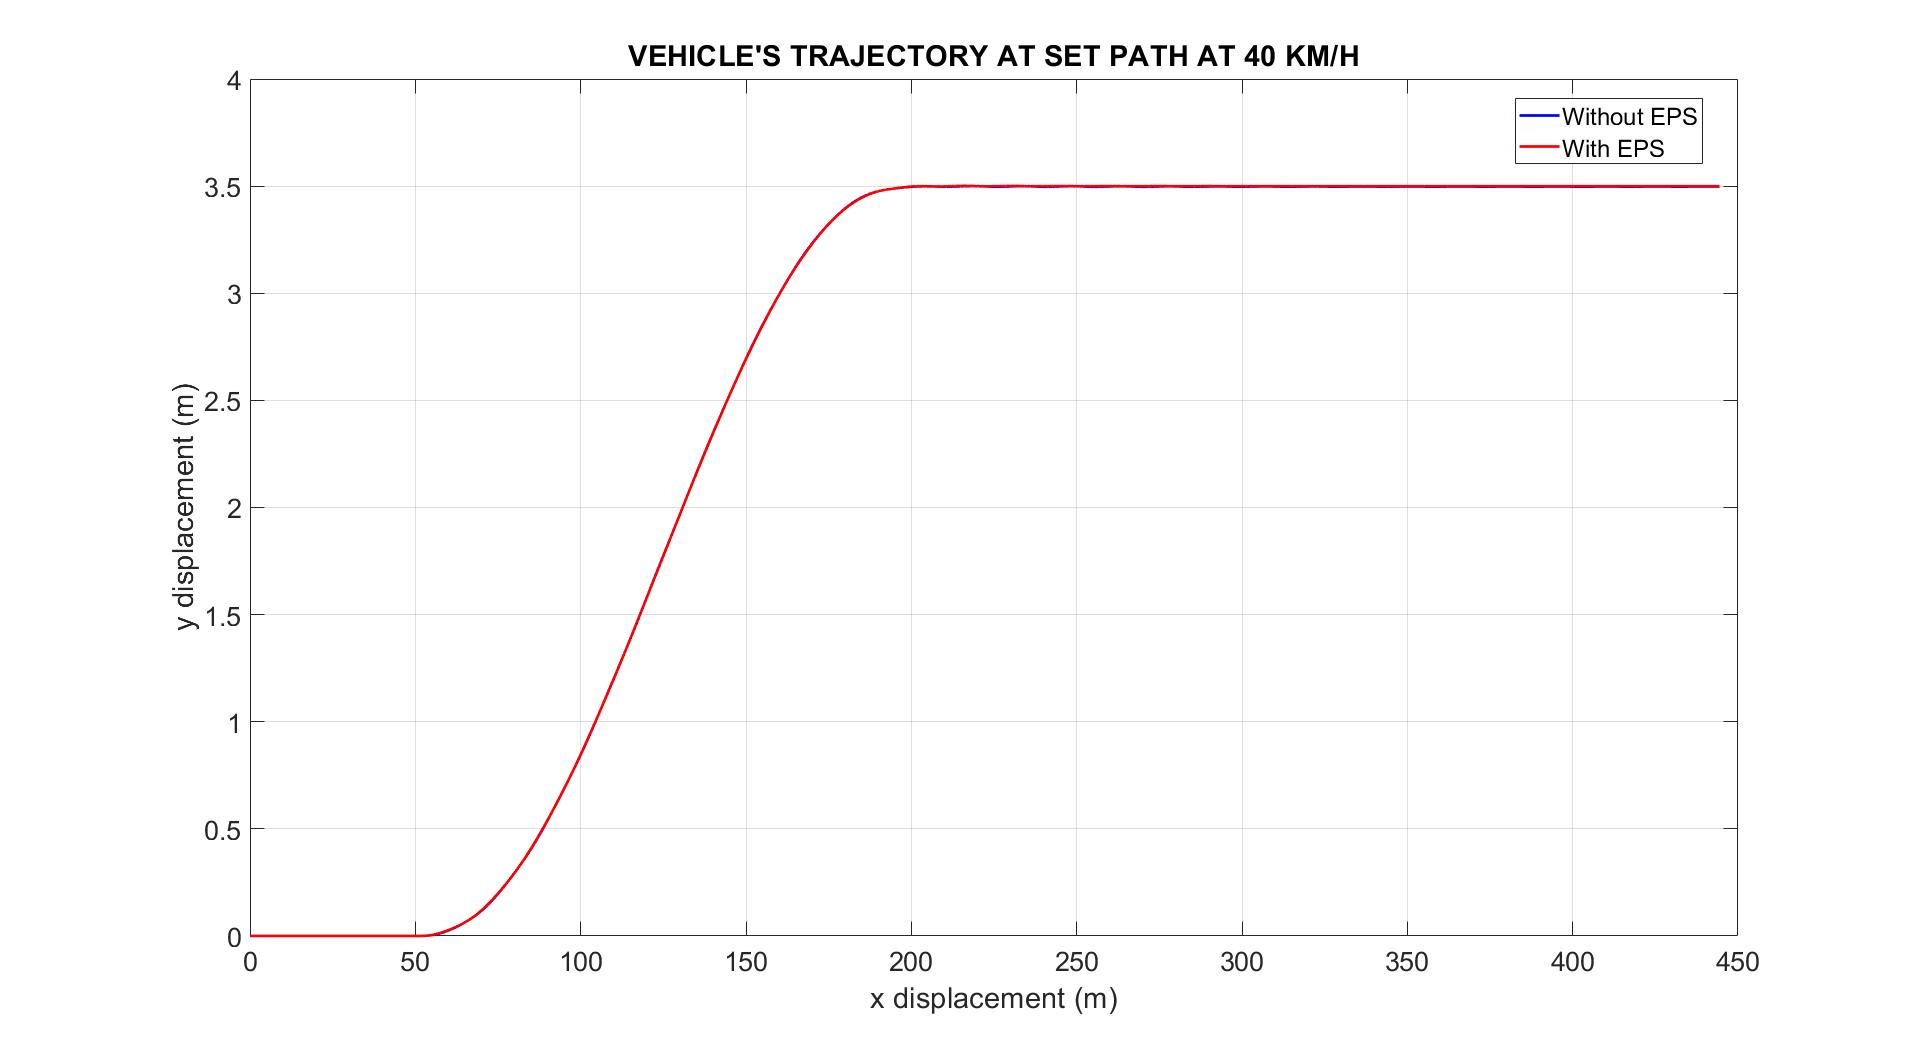 VEHICLE'S TRAJECTORY AT SET PATH AT 40 KM/H
Without EPS
With EPS
4
3.5
3
2.5
2
1.5
1
0.5
0
y displacement (m)
0 50 100 150 200 250 300 350 400 450
x displacement (m)